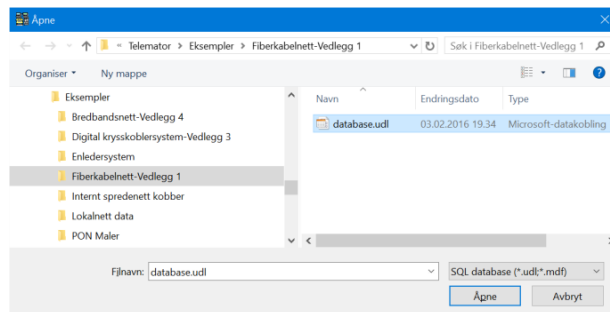 Åpne
« Telemator > Eksempler > Fiberkabelnett-Vedlegg 1
Søk i Fiberkabelnett-Vedlegg 1
Organiser Ny mappe
Eksempler
Bredbandsnett-Vedlegg 4
Digital krysskoblersystem-Vedlegg 3
Enledersystem
Fiberkabelnett-Vedlegg 1
Internt spredenett kobber
Lokalnett data
PON Maler
Navn Endringsdato Type
database.udl 03.02.2016 19.34 Microsoft-datakobling
Filnavn: database.udl
SQL database (*.udl;*.mdf)
Åpne Avbryt